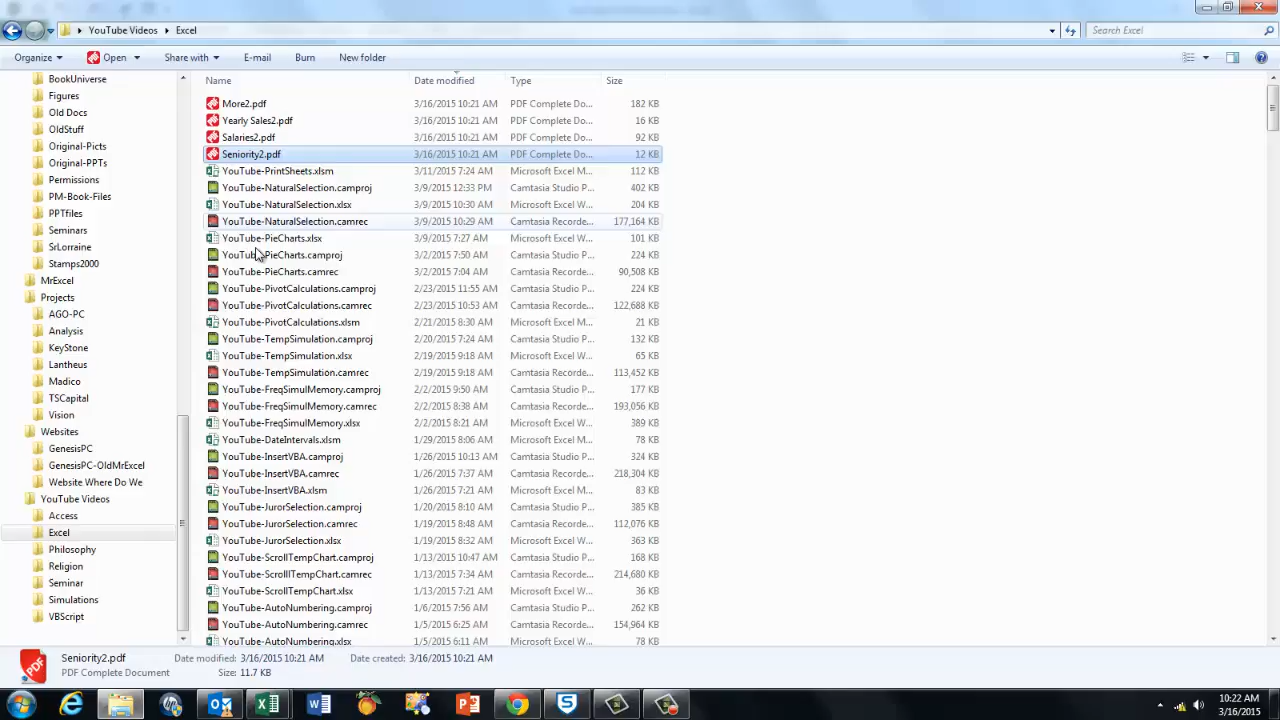 YouTube Videos Excel Search Excel
Organize Open Share with E-mail Burn New folder
Name Date modified Type Size
BookUniverse
Figures
Old Docs
OldStuff
Original-Picts
Original-PPTs
Permissions
PM-Book-Files
PPTfiles
Seminars
SrLorraine
Stamps2000
MrExcel
Projects
AGO-PC
Analysis
KeyStone
Lantheus
Madico
TSCapital
Vision
Websites
GenesisPC
GenesisPC-OldMrExcel
Website Where Do We
YouTube Videos
Access
Excel
Philosophy
Religion
Seminar
Simulations
VBScript
More2.pdf 3/16/2015 10:21 AM PDF Complete Do... 182 KB
Yearly Sales2.pdf 3/16/2015 10:21 AM PDF Complete Do... 16 KB
Salaries2.pdf 3/16/2015 10:21 AM PDF Complete Do... 92 KB
Seniority2.pdf 3/16/2015 10:21 AM PDF Complete Do... 12 KB
YouTube-PrintSheets.xlsm 3/11/2015 7:24 AM Microsoft Excel M... 112 KB
YouTube-NaturalSelection.camproj 3/9/2015 12:33 PM Camtasia Studio P... 402 KB
YouTube-NaturalSelection.xlsx 3/9/2015 10:30 AM Microsoft Excel W... 204 KB
YouTube-NaturalSelection.camrec 3/9/2015 10:29 AM Camtasia Recorde... 177,164 KB
YouTube-PieCharts.xlsx 3/9/2015 7:27 AM Microsoft Excel W... 101 KB
YouTube-PieCharts.camproj 3/2/2015 7:50 AM Camtasia Studio P... 224 KB
YouTube-PieCharts.camrec 3/2/2015 7:04 AM Camtasia Recorde... 90,508 KB
YouTube-PivotCalculations.camproj 2/23/2015 11:55 AM Camtasia Studio P... 224 KB
YouTube-PivotCalculations.camrec 2/23/2015 10:53 AM Camtasia Recorde... 122,688 KB
YouTube-PivotCalculations.xlsm 2/21/2015 8:30 AM Microsoft Excel M... 21 KB
YouTube-TempSimulation.camproj 2/20/2015 7:24 AM Camtasia Studio P... 132 KB
YouTube-TempSimulation.xlsx 2/19/2015 9:18 AM Microsoft Excel W... 65 KB
YouTube-TempSimulation.camrec 2/19/2015 9:18 AM Camtasia Recorde... 113,452 KB
YouTube-FreqSimulMemory.camproj 2/2/2015 9:50 AM Camtasia Studio P... 177 KB
YouTube-FreqSimulMemory.camrec 2/2/2015 8:38 AM Camtasia Recorde... 193,056 KB
YouTube-FreqSimulMemory.xlsx 2/2/2015 8:21 AM Microsoft Excel W... 389 KB
YouTube-DateIntervals.xlsm 1/29/2015 8:06 AM Microsoft Excel M... 78 KB
YouTube-InsertVBA.camproj 1/26/2015 10:13 AM Camtasia Studio P... 324 KB
YouTube-InsertVBA.camrec 1/26/2015 7:37 AM Camtasia Recorde... 218,304 KB
YouTube-InsertVBA.xlsm 1/26/2015 7:21 AM Microsoft Excel M... 83 KB
YouTube-JurorSelection.camproj 1/20/2015 8:10 AM Camtasia Studio P... 385 KB
YouTube-JurorSelection.camrec 1/19/2015 8:48 AM Camtasia Recorde... 112,076 KB
YouTube-JurorSelection.xlsx 1/19/2015 8:32 AM Microsoft Excel W... 363 KB
YouTube-ScrollTempChart.camproj 1/13/2015 10:47 AM Camtasia Studio P... 168 KB
YouTube-ScrollTempChart.camrec 1/13/2015 7:34 AM Camtasia Recorde... 214,680 KB
YouTube-ScrollTempChart.xlsx 1/13/2015 7:21 AM Microsoft Excel W... 36 KB
YouTube-AutoNumbering.camproj 1/6/2015 7:56 AM Camtasia Studio P... 262 KB
YouTube-AutoNumbering.camrec 1/5/2015 6:25 AM Camtasia Recorde... 154,964 KB
YouTube-AutoNumbering.xlsx 1/5/2015 6:11 AM Microsoft Excel W... 78 KB
Seniority2.pdf Date modified: 3/16/2015 10:21 AM Date created: 3/16/2015 10:21 AM
PDF Complete Document Size: 11.7 KB
10:22 AM
3/16/2015